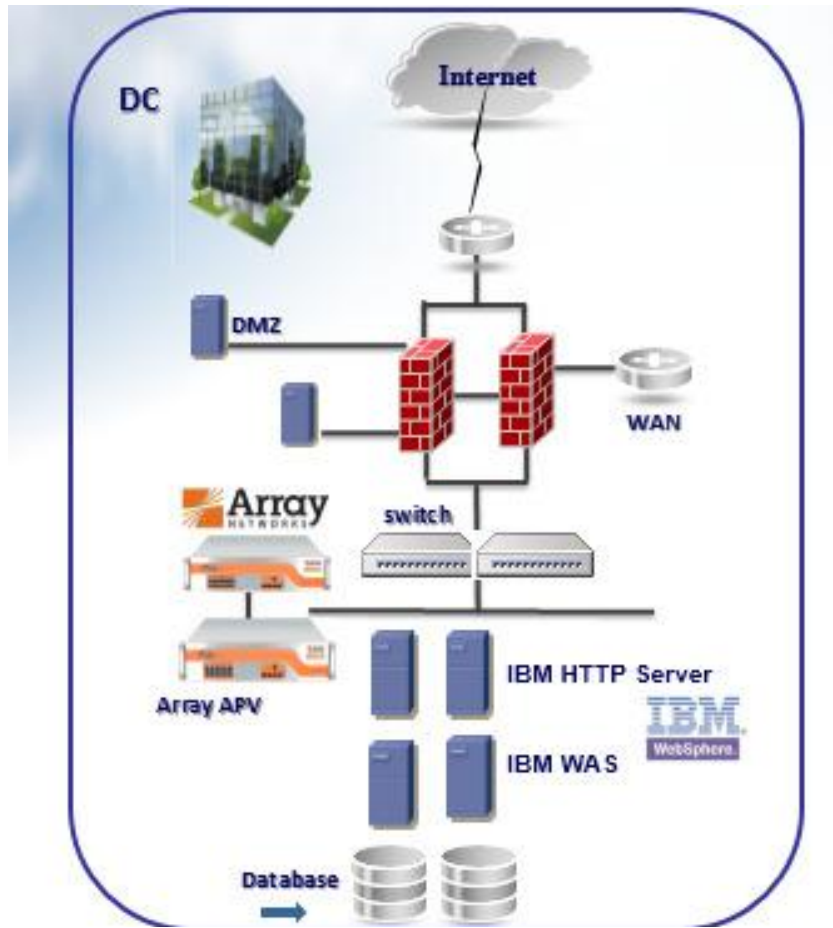 Internet
DC
DMZ
WAN
Array
NETWORKS
switch
Array APV
IBM HTTP Server
IBM.
WebSphere.
IBM WAS
Database